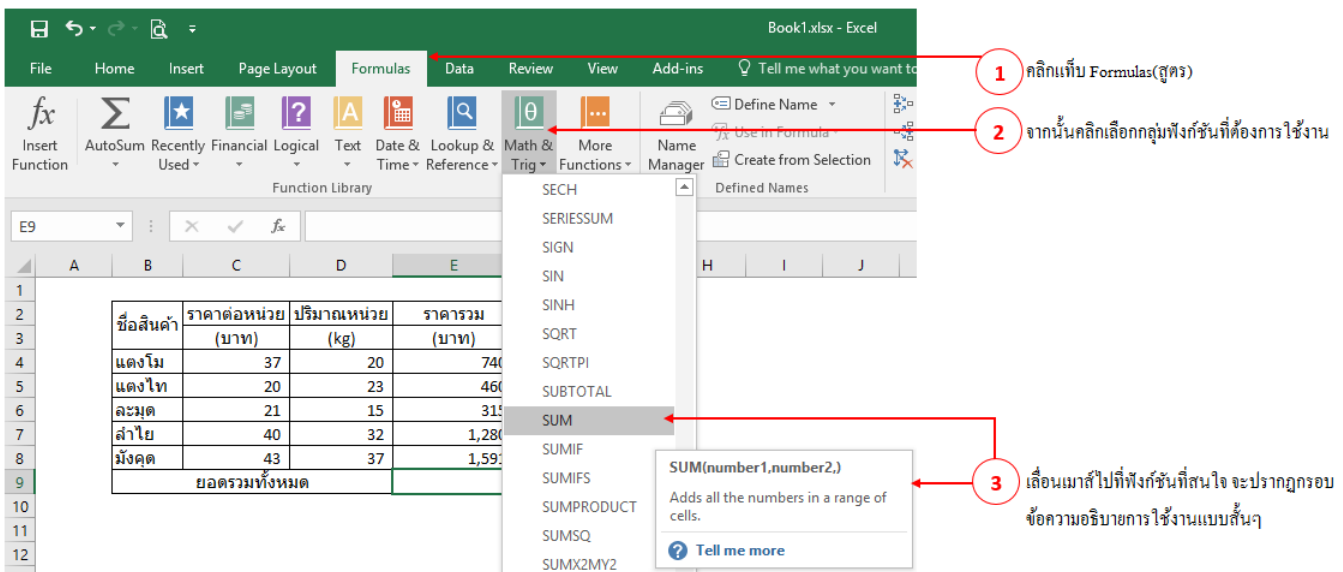 Book1.xlsx - Excel
File Home Insert Page Layout Formulas Data Review View Add-ins Tell me what you want to
1 คลิกแท็บ Formulas(สูตร)
2 จากนั้นคลิกเลือกกลุ่มฟังก์ชันที่ต้องการใช้งาน
fx Insert Function
Σ AutoSum
Recently Used
Financial
Logical
Text
Date & Time
Lookup & Reference
Math & Trig
More Functions
Name Manager
Define Name
Use in Formula
Create from Selection
Function Library
Defined Names
E9 fx
A B C D E H I J
1
2 ชื่อสินค้า ราคาต่อหน่วย ปริมาณหน่วย ราคารวม
3 (บาท) (kg) (บาท)
4 แตงโม 37 20 740
5 แตงไท 20 23 460
6 ละมุด 21 15 315
7 ลำไย 40 32 1,280
8 มังคุด 43 37 1,591
9 ยอดรวมทั้งหมด
10
11
12
SECH
SERIESSUM
SIGN
SIN
SINH
SQRT
SQRTPI
SUBTOTAL
SUM
SUMIF
SUMIFS
SUMPRODUCT
SUMSQ
SUMX2MY2
SUM(number1,number2,)
Adds all the numbers in a range of
cells.
Tell me more
3 เลื่อนเมาส์ไปที่ฟังก์ชันที่สนใจ จะปรากฏกรอบ
ข้อความอธิบายการใช้งานแบบสั้นๆ